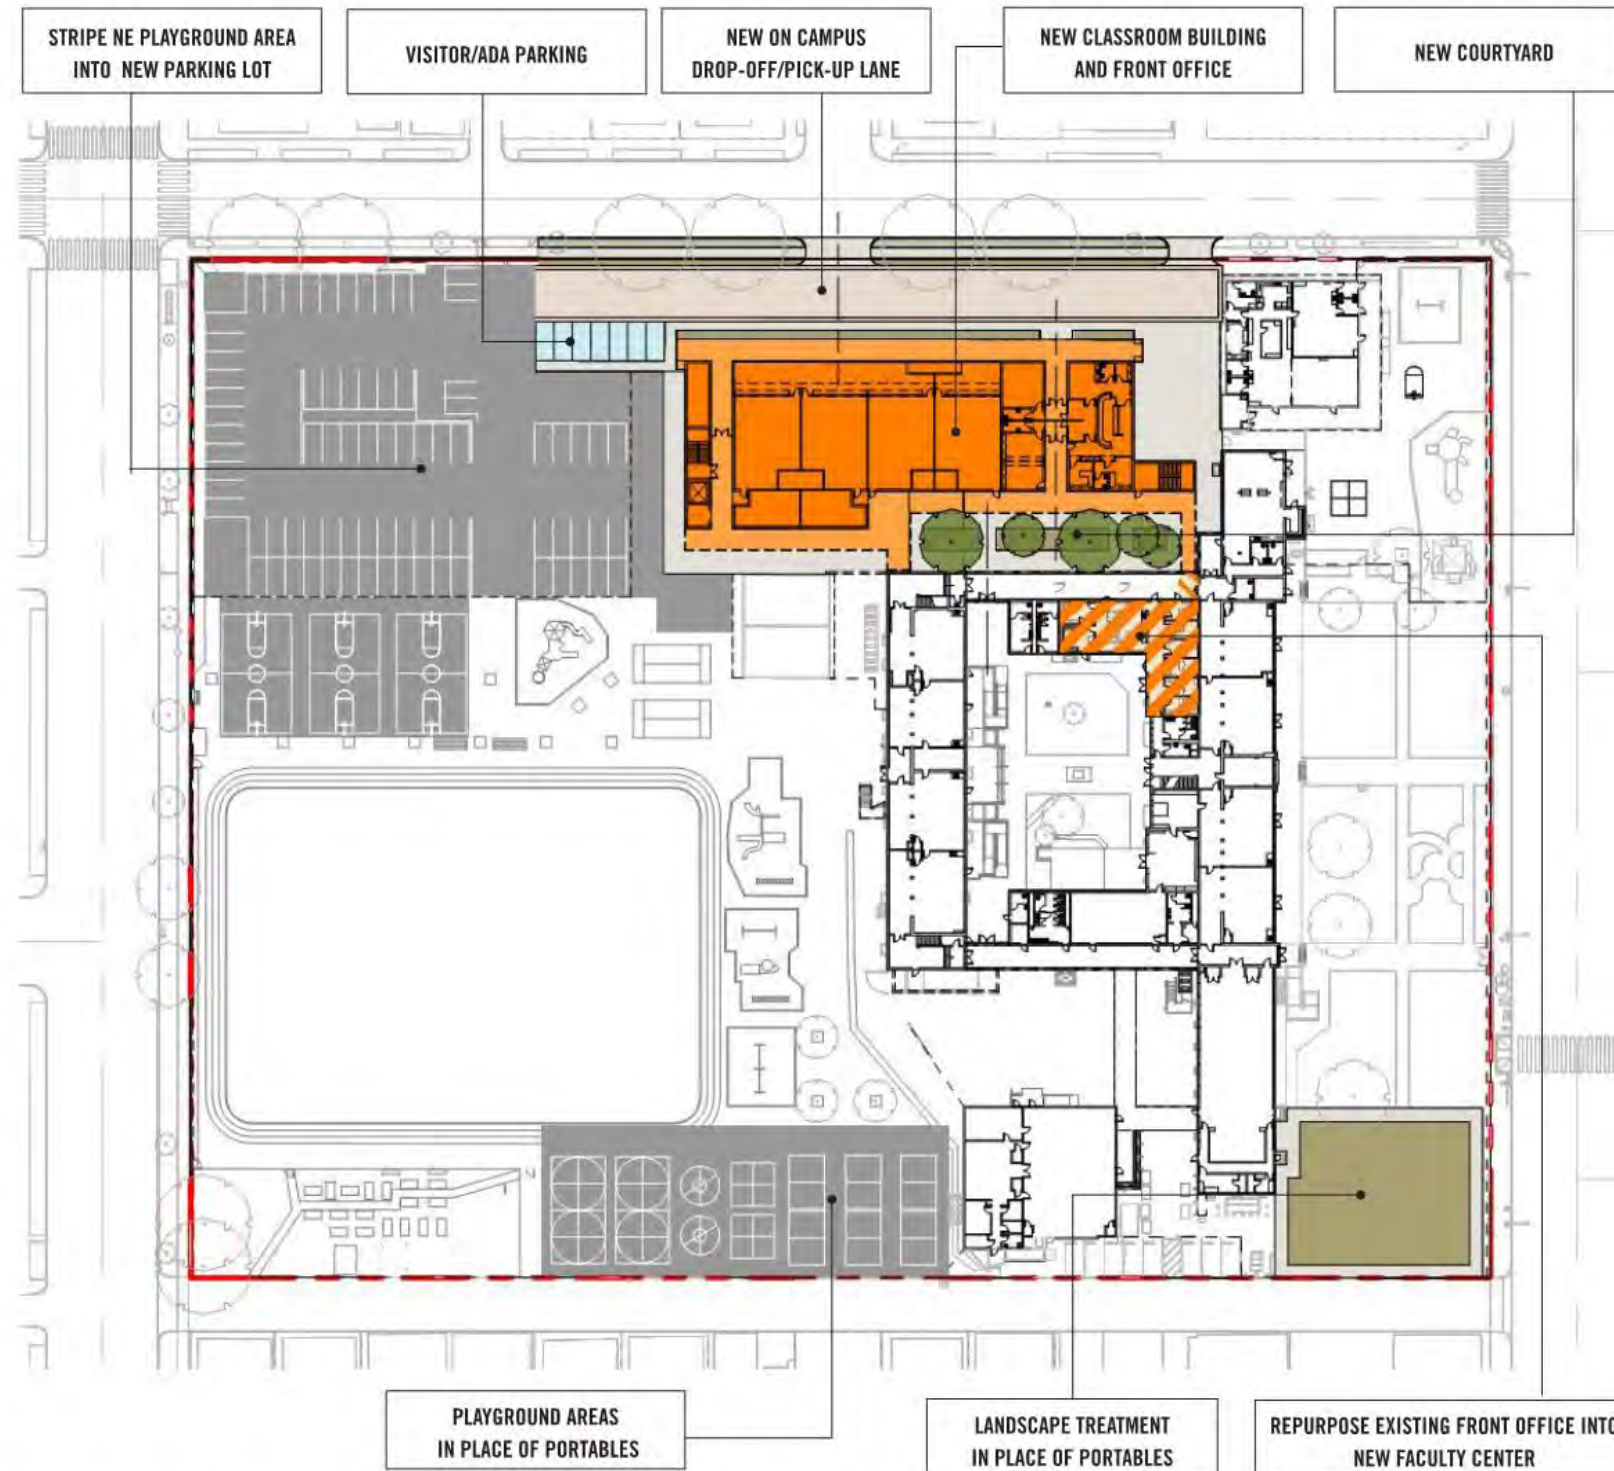 STRIPE NE PLAYGROUND AREA
INTO NEW PARKING LOT
VISITOR/ADA PARKING
NEW ON CAMPUS
DROP-OFF/PICK-UP LANE
NEW CLASSROOM BUILDING
AND FRONT OFFICE
NEW COURTYARD
PLAYGROUND AREAS
IN PLACE OF PORTABLES
LANDSCAPE TREATMENT
IN PLACE OF PORTABLES
REPURPOSE EXISTING FRONT OFFICE INTO
NEW FACULTY CENTER